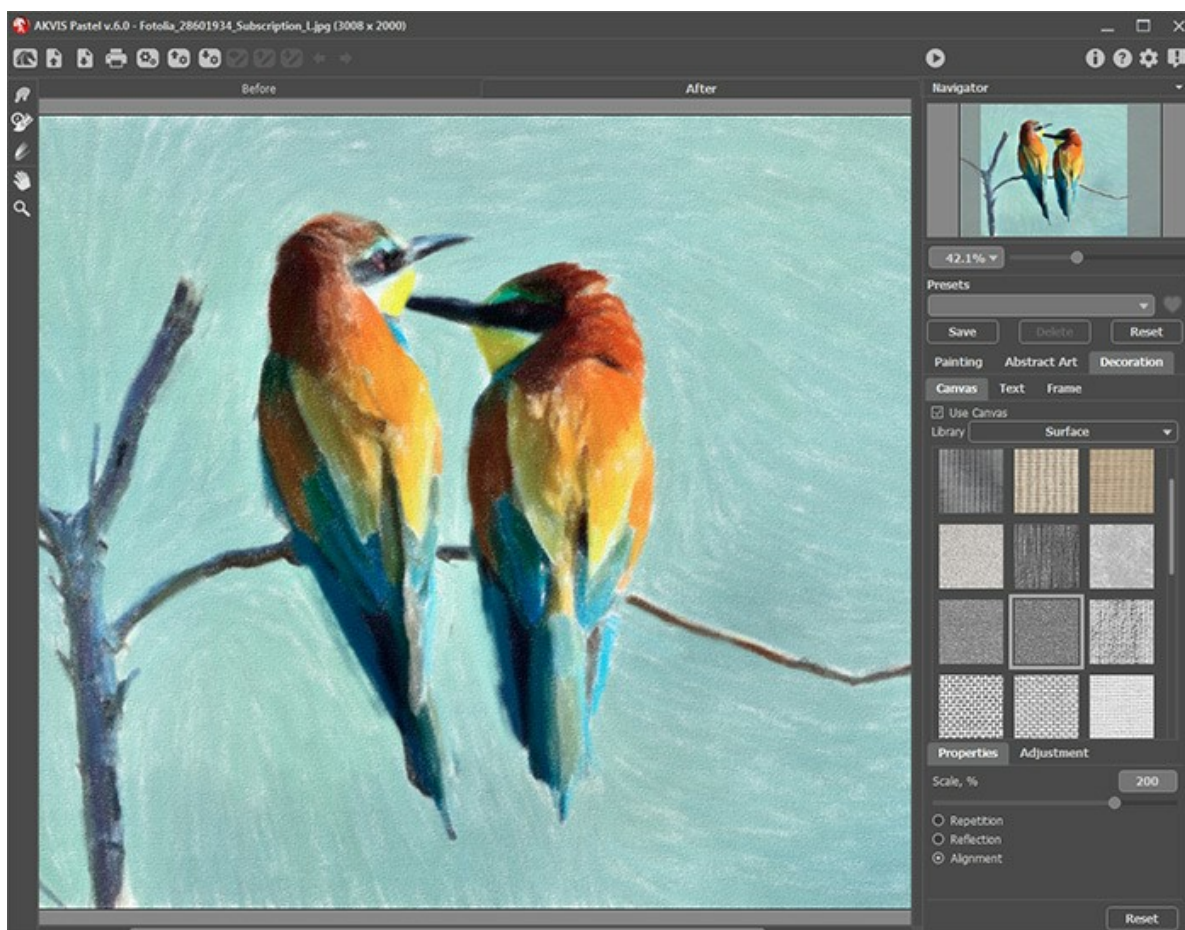 AKVIS Pastel v.6.0 - Fotolia_28601934_Subscription_L.jpg (3008 x 2000)
Before
After
Navigator
42.1%
Presets
Save Delete Reset
Painting Abstract Art Decoration
Canvas Text Frame
Use Canvas
Library Surface
Properties Adjustment
Scale, % 200
Repetition
Reflection
Alignment
Reset